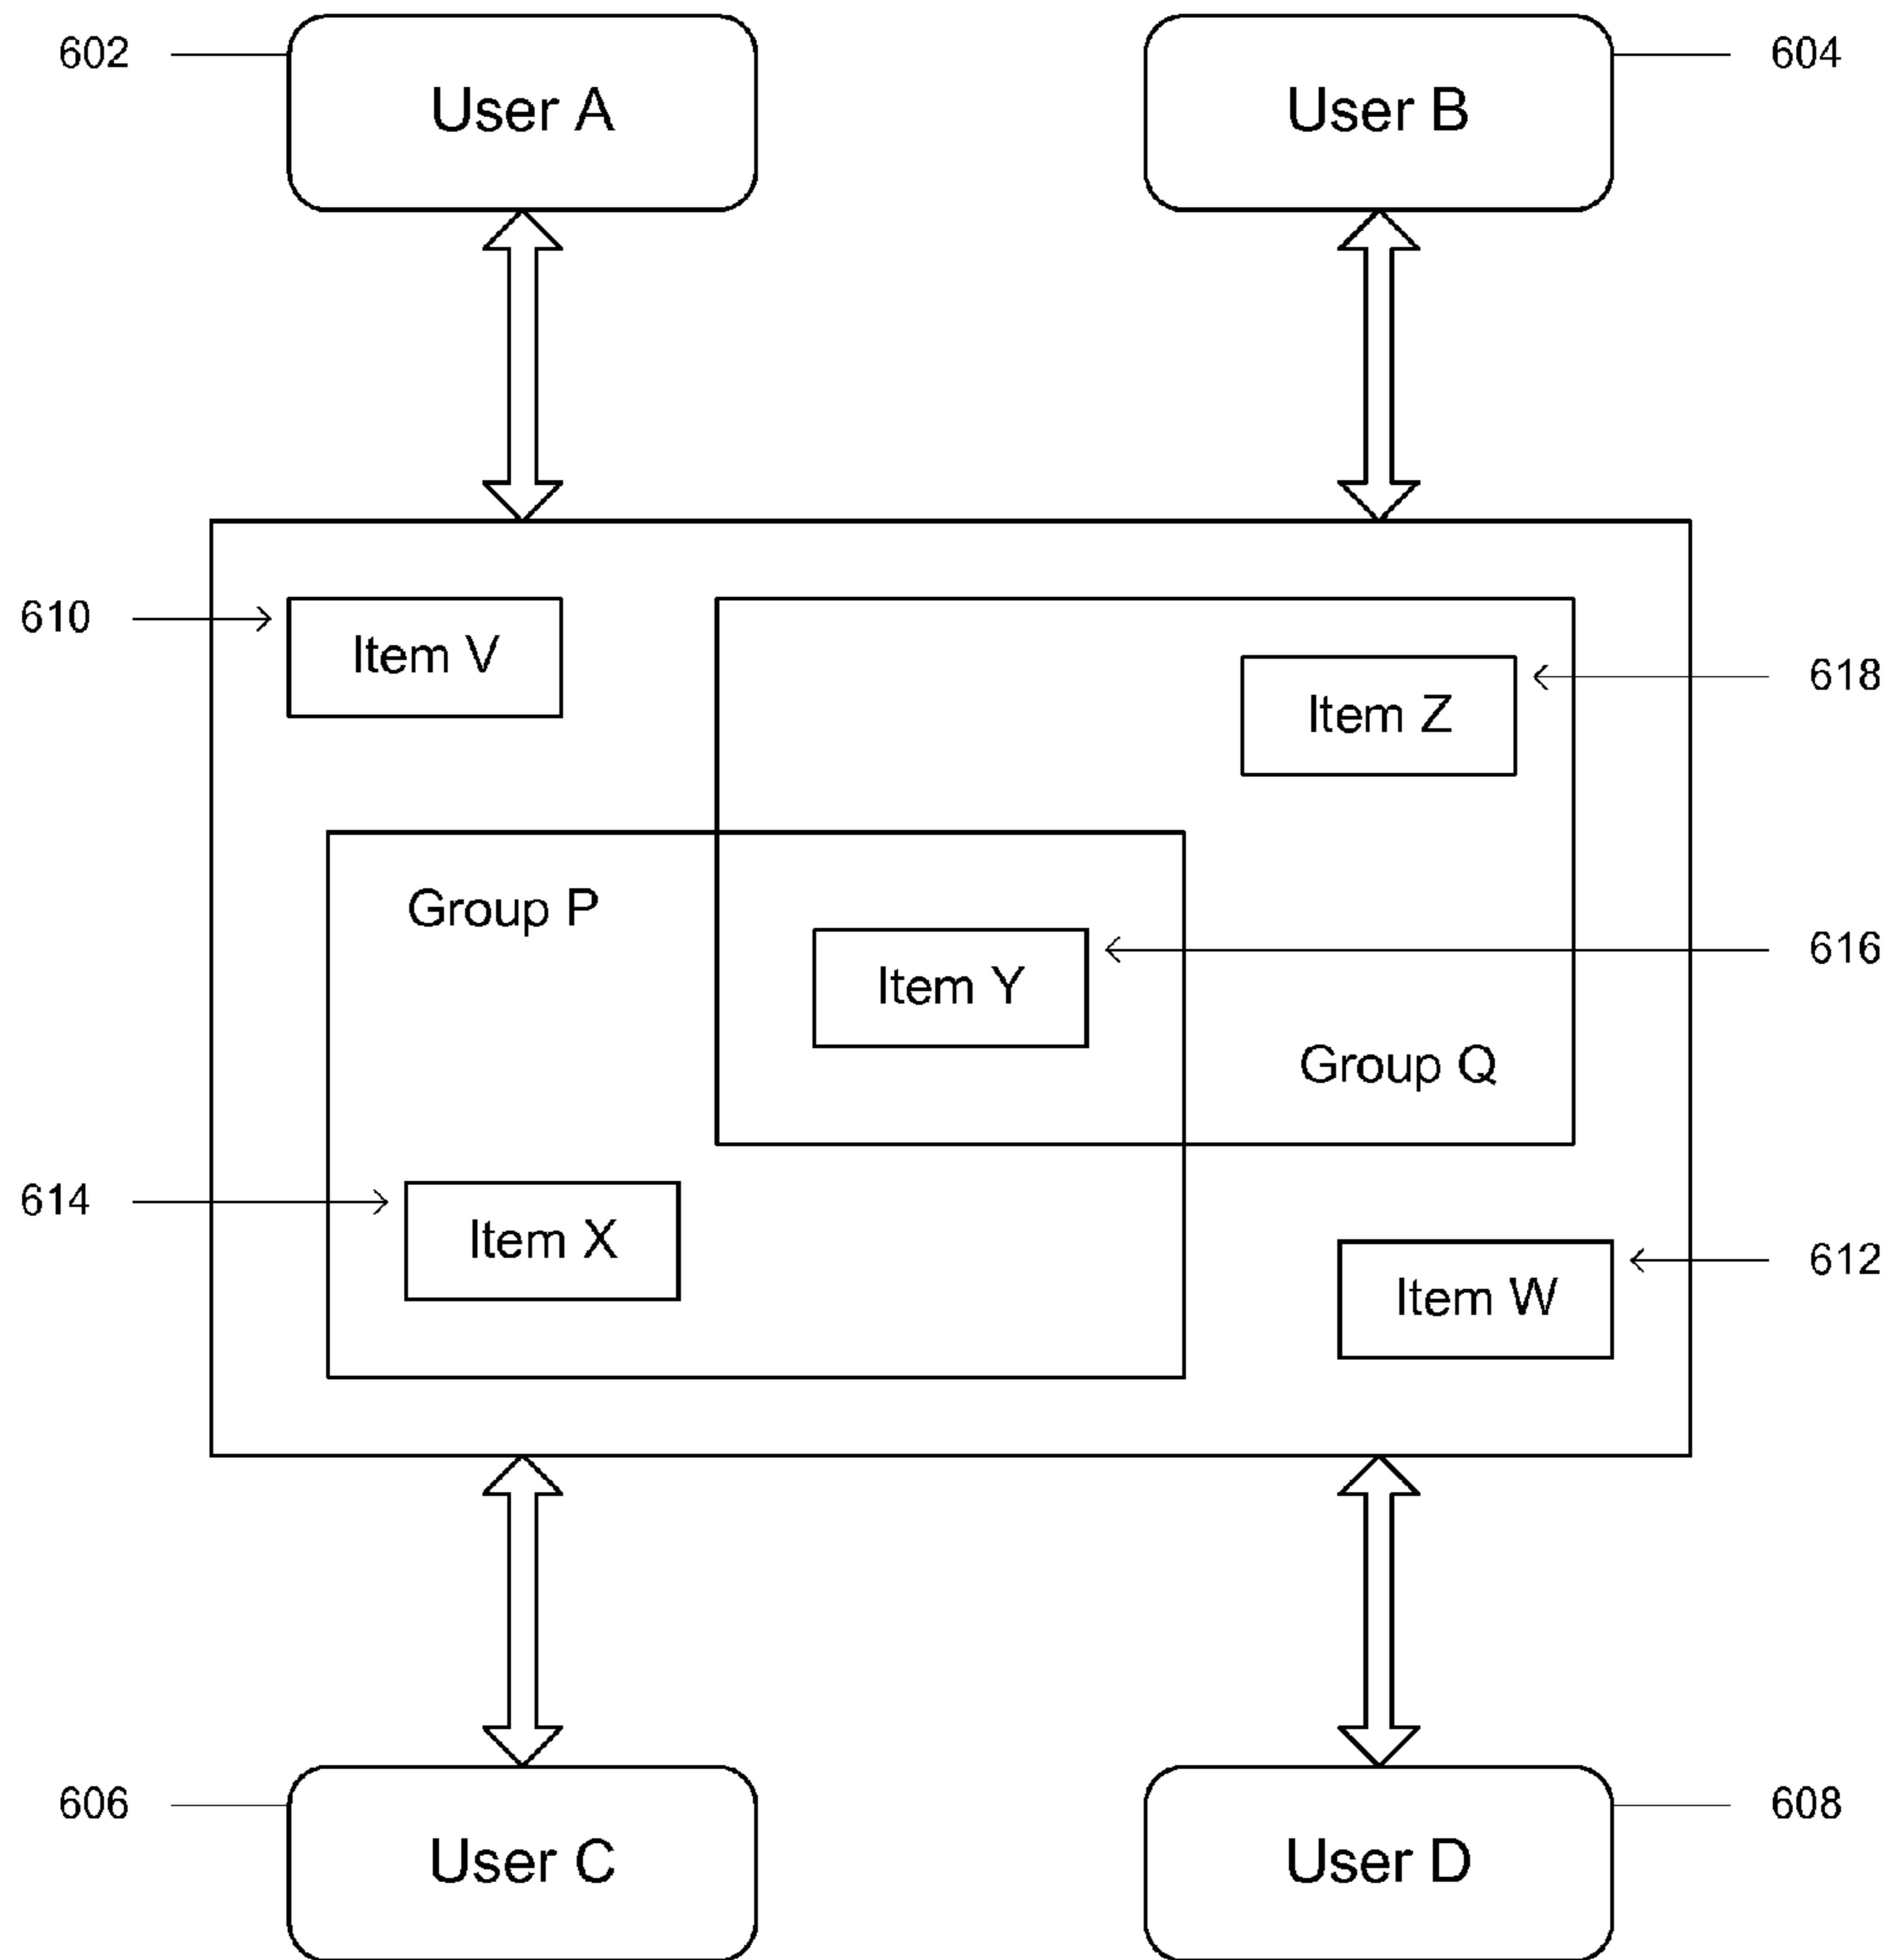 602
User A
User B
604
610
Item V
Item Z
618
Group P
Item Y
616
Group Q
614
Item X
Item W
612
606
User C
User D
608